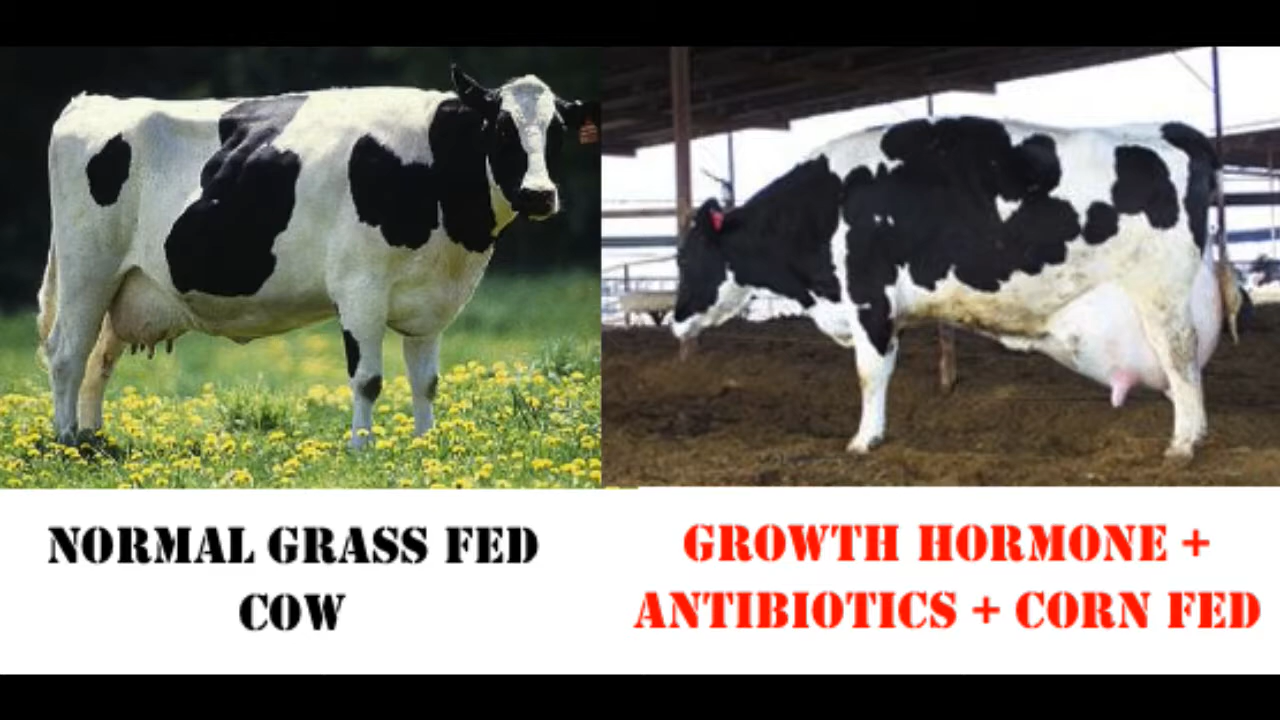 NORMAL GRASS FED
COW
GROWTH HORMONE +
ANTIBIOTICS + CORN FED